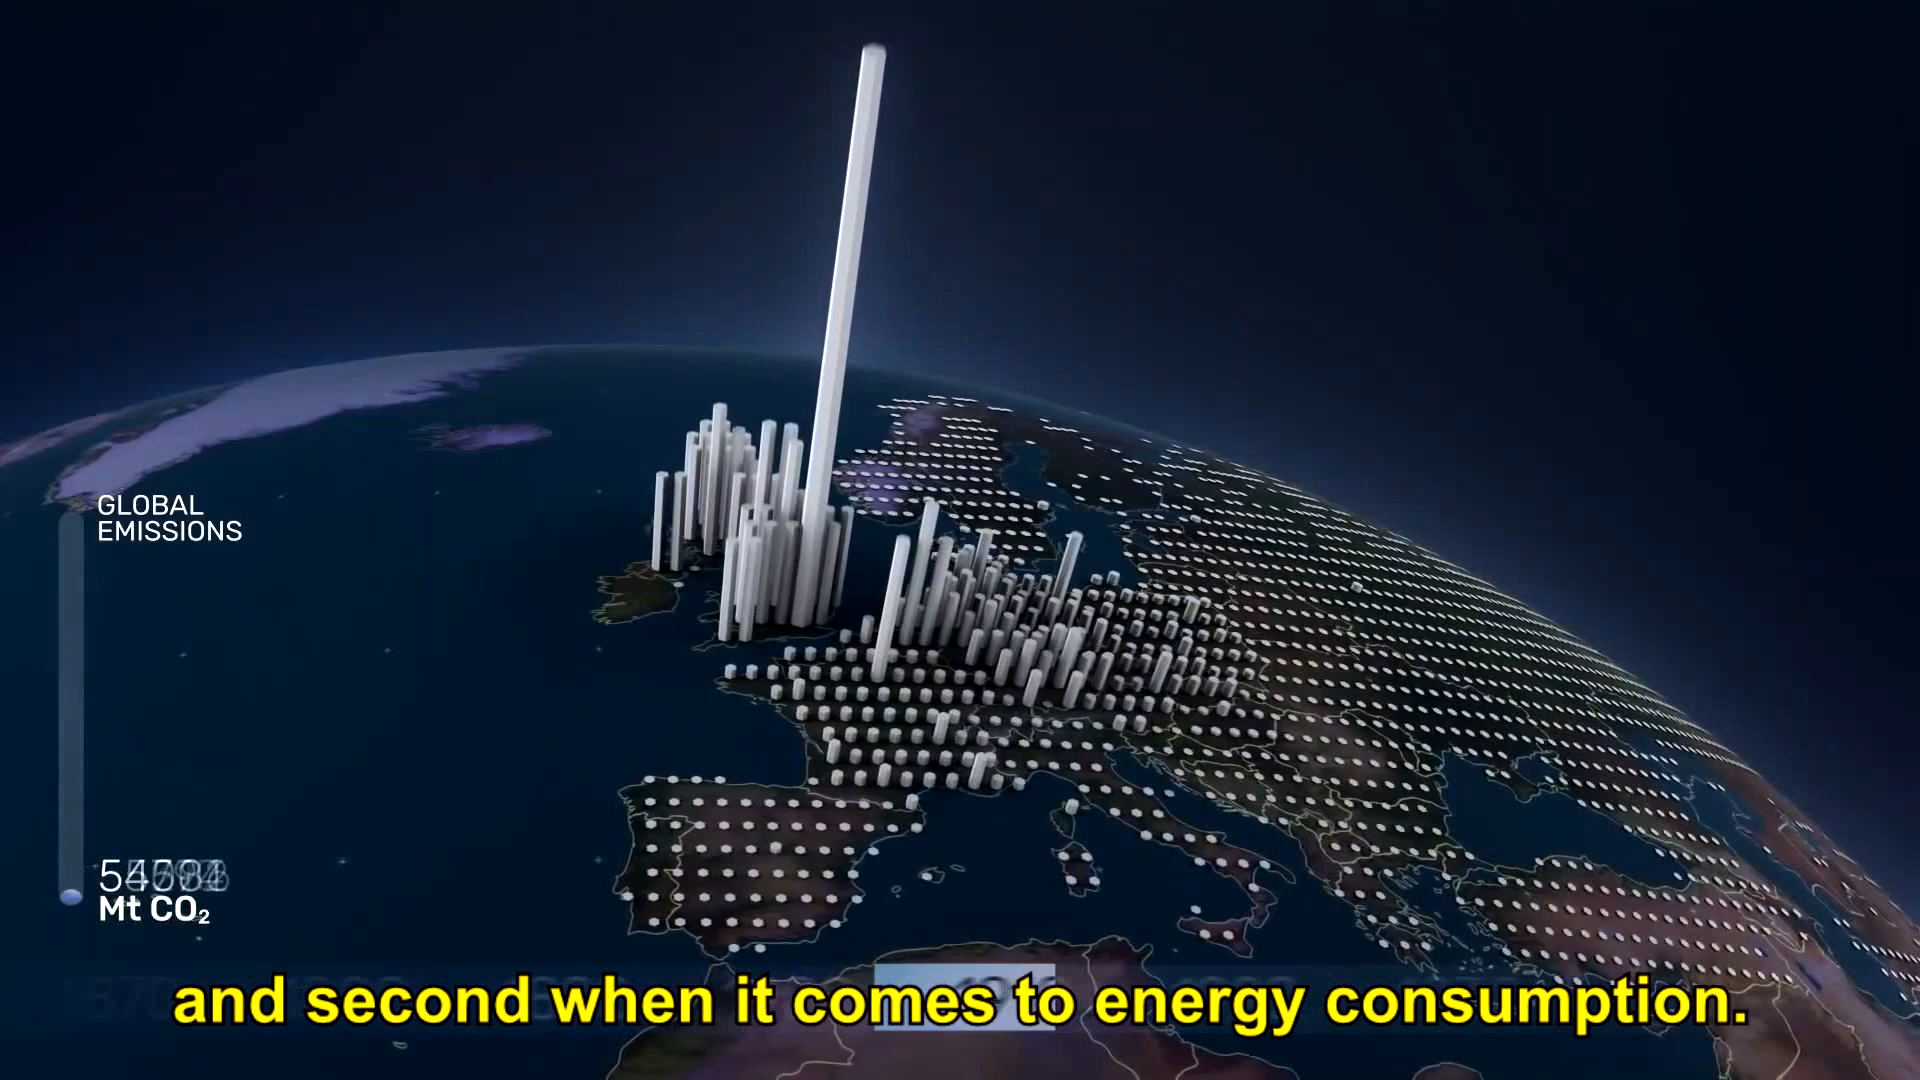 GLOBAL
EMISSIONS
Mt CO₂
and second when it comes to energy consumption.